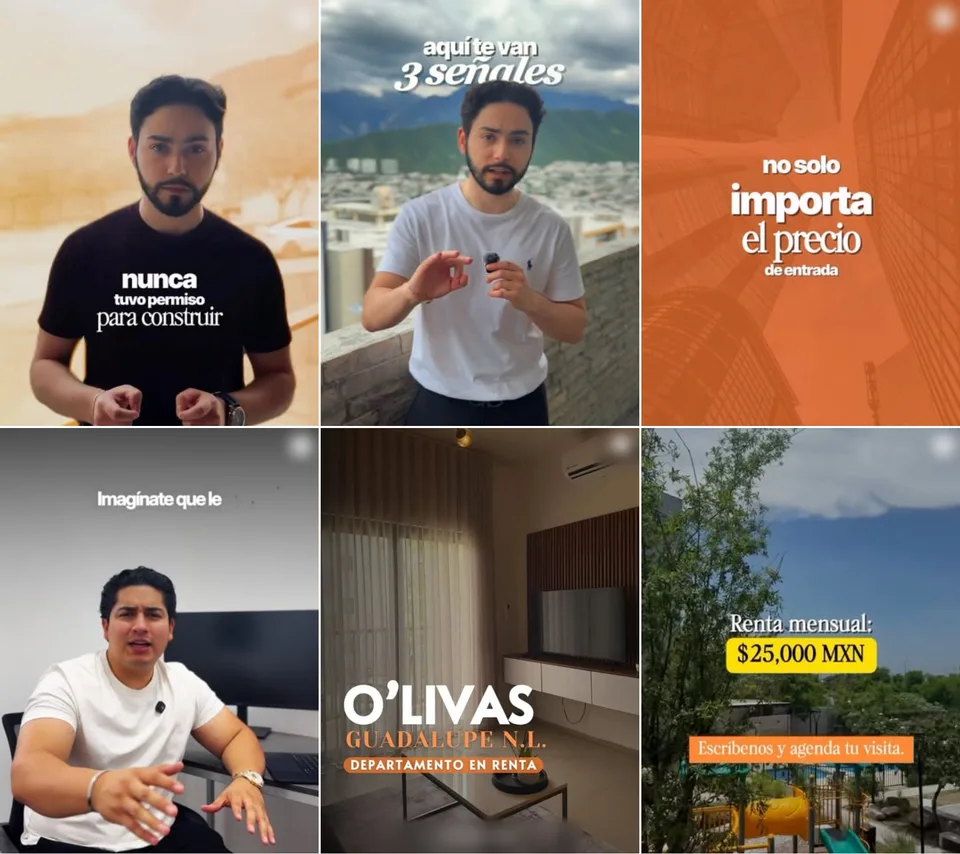 nunca
tuvo permiso
para construir
aquí te van
3 señales
no solo
importa
el precio
de entrada
Imagínate que le
O'LIVAS
GUADALUPE N.L.
DEPARTAMENTO EN RENTA
Renta mensual:
$25,000 MXN
Escríbenos y agenda tu visita.